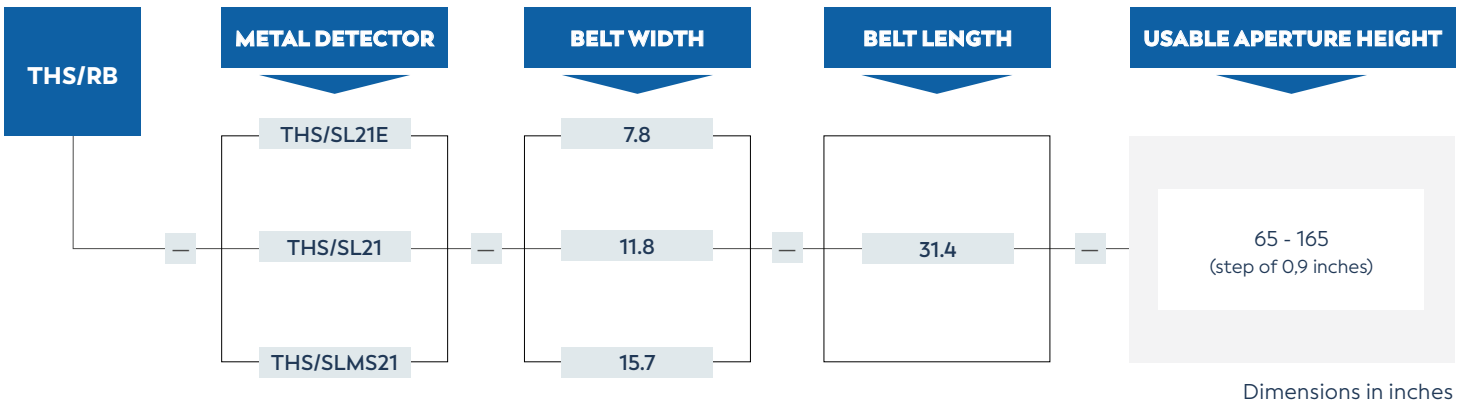 THS/RB
METAL DETECTOR
BELT WIDTH
BELT LENGTH
USABLE APERTURE HEIGHT
THS/SL21E
7.8
—
THS/SL21
—
11.8
—
31.4
—
65 - 165
(step of 0,9 inches)
THS/SLMS21
15.7
Dimensions in inches